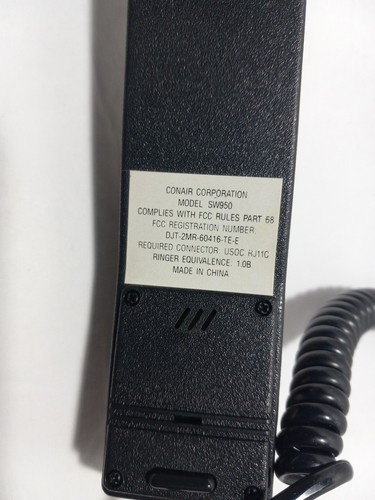 CONAIR CORPORATION
MODEL SW950
COMPLIES WITH FCC RULES PART 68
FCC REGISTRATION NUMBER:
DJT-2MR-60416-TE-E
REQUIRED CONNECTOR: USOC RJ11C
RINGER EQUIVALENCE: 1.0B
MADE IN CHINA